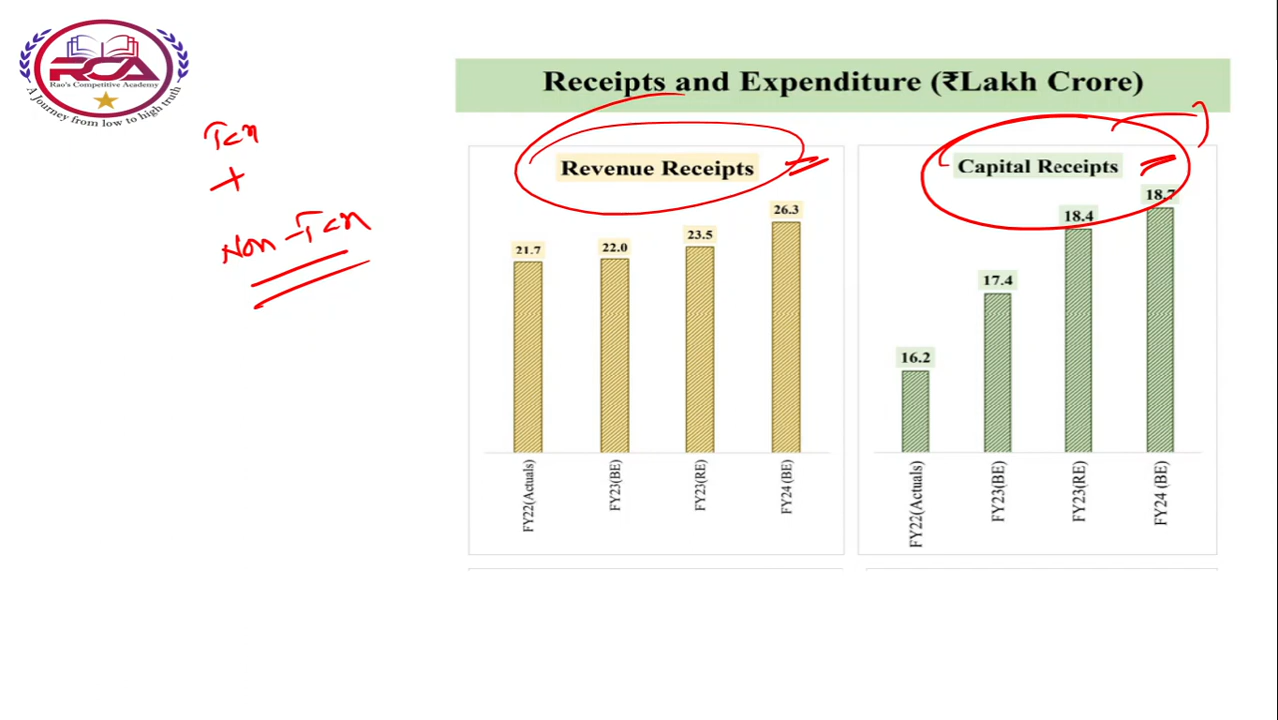 RCA
Rao's Competitive Academy
A Journey from low to high truth
Tax
+
Non-Tax
Receipts and Expenditure (₹Lakh Crore)
Revenue Receipts
26.3
23.5
22.0
21.7
FY22(Actuals)
FY23(BE)
FY23(RE)
FY24 (BE)
Capital Receipts
18.7
18.4
17.4
16.2
FY22(Actuals)
FY23(BE)
FY23(RE)
FY24 (BE)